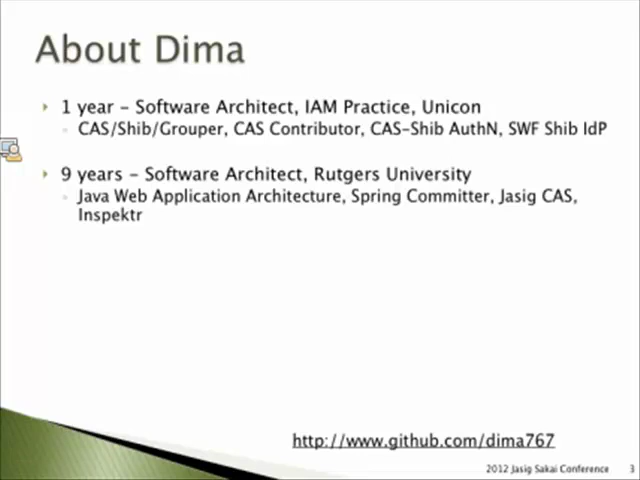 About Dima
1 year – Software Architect, IAM Practice, Unicon
CAS/Shib/Grouper, CAS Contributor, CAS-Shib AuthN, SWF Shib IdP
9 years – Software Architect, Rutgers University
Java Web Application Architecture, Spring Committer, Jasig CAS,
Inspektr
http://www.github.com/dima767
2012 Jasig Sakai Conference 3